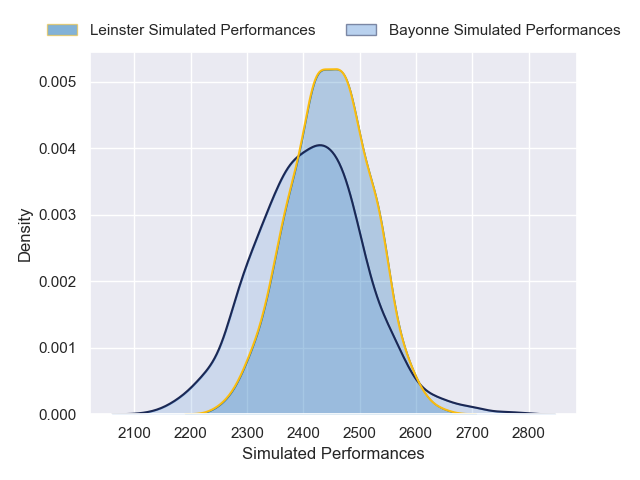 Leinster Simulated Performances Bayonne Simulated Performances
0.005
0.004
0.003
0.002
0.001
0.000
Density
2100 2200 2300 2400 2500 2600 2700 2800
Simulated Performances